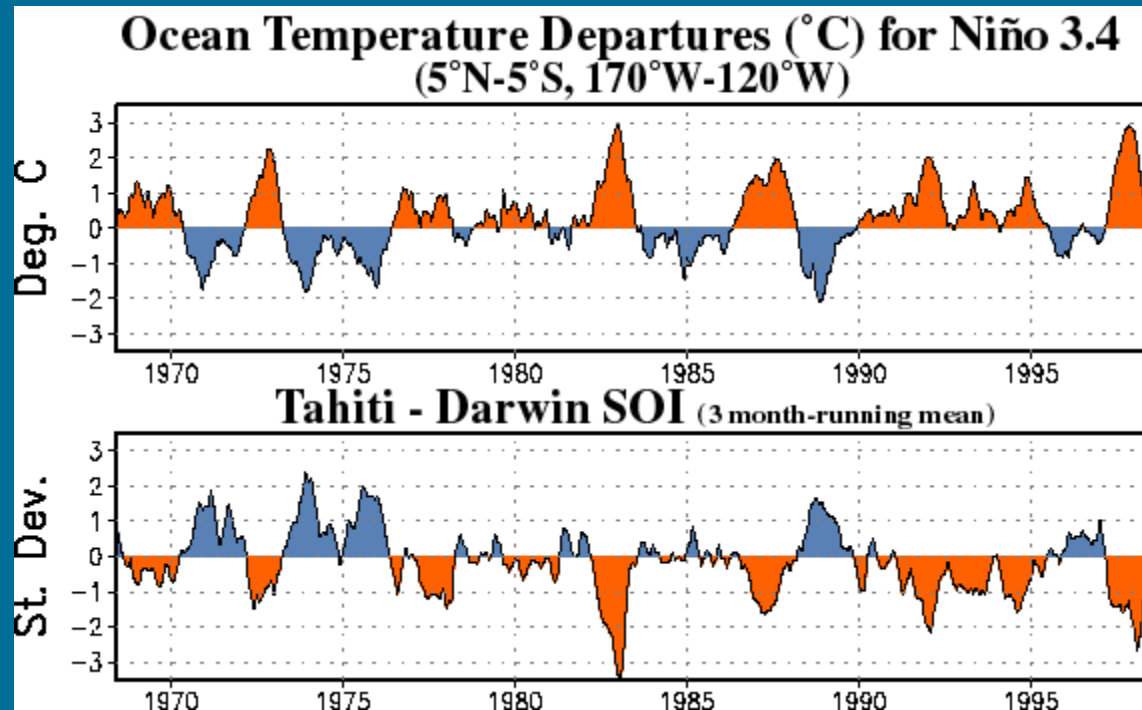 Ocean Temperature Departures (°C) for Niño 3.4
(5°N-5°S, 170°W-120°W)
Deg. C
3
2
1
0
-1
-2
-3
1970 1975 1980 1985 1990 1995
Tahiti - Darwin SOI (3 month-running mean)
St. Dev.
3
2
1
0
-1
-2
-3
1970 1975 1980 1985 1990 1995